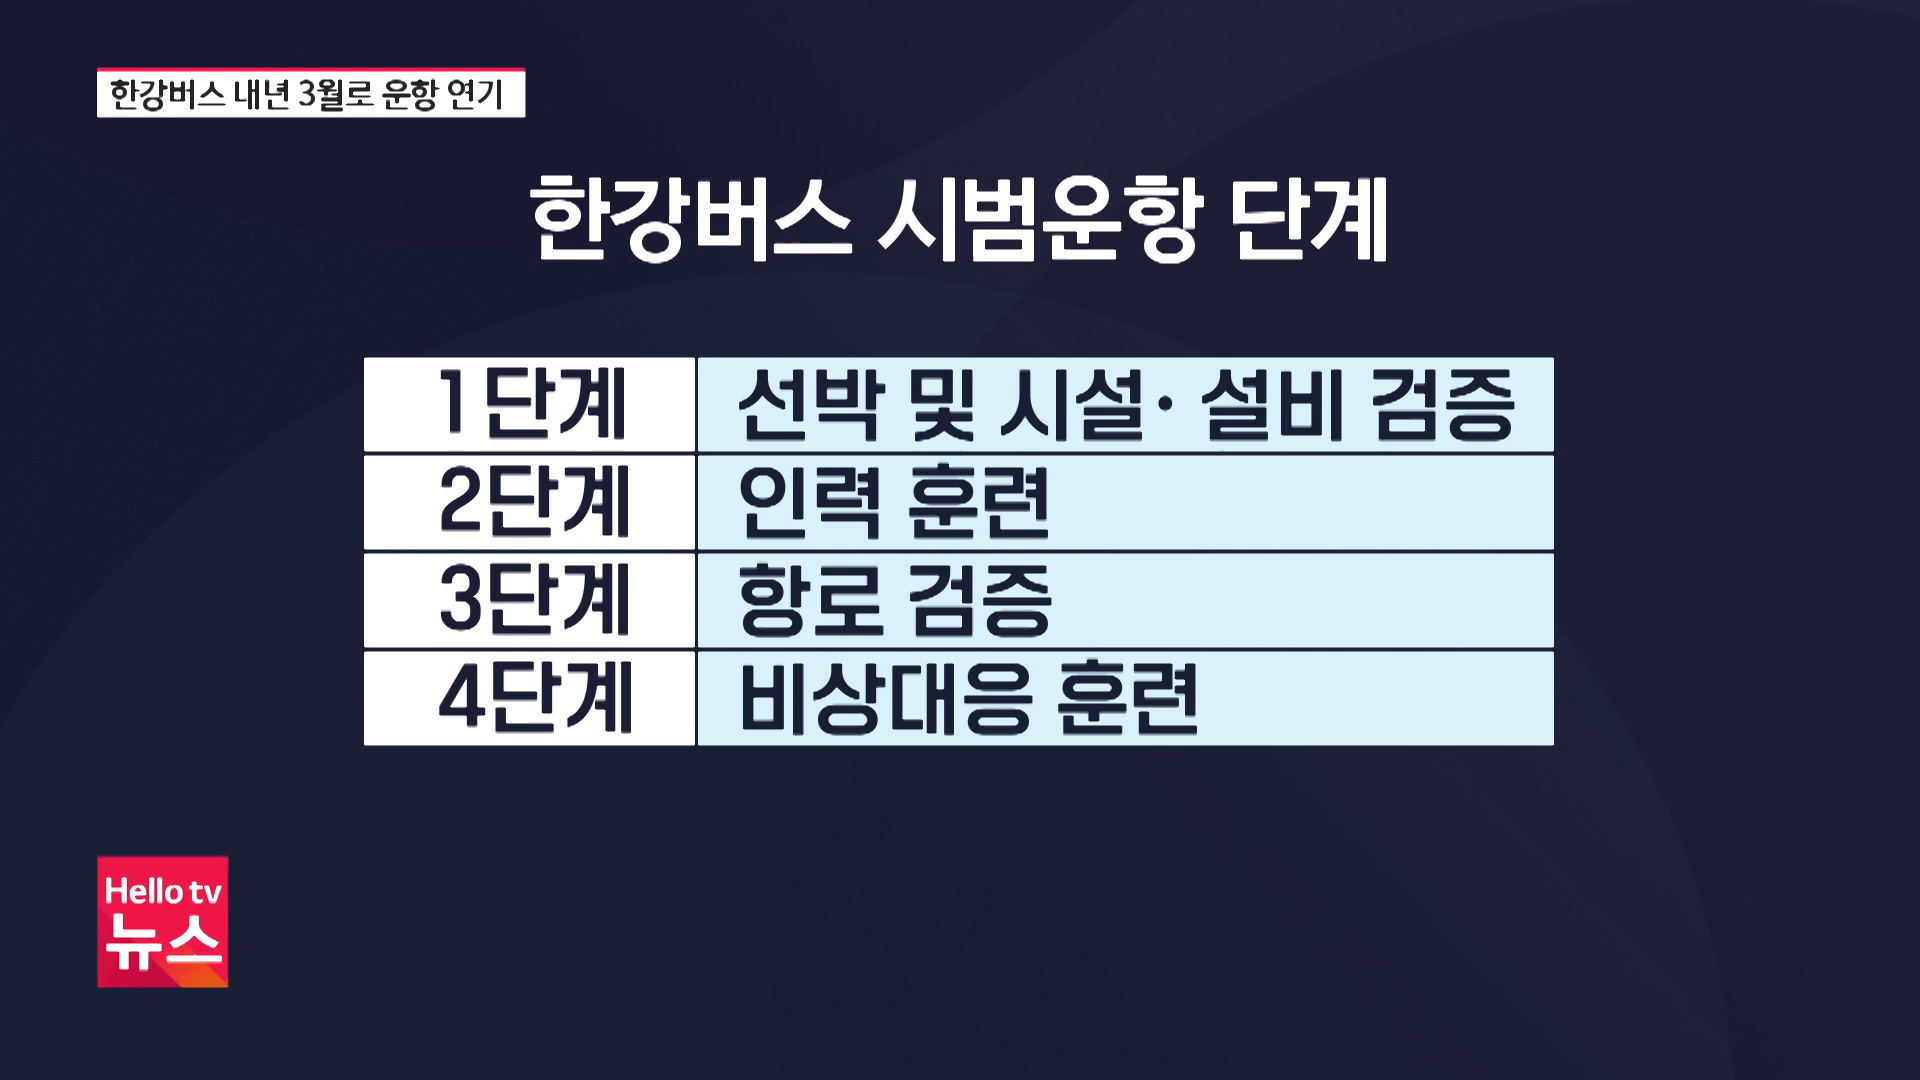 한강버스 내년 3월로 운항 연기
한강버스 시범운항 단계
1단계 선박 및 시설· 설비 검증
2단계 인력 훈련
3단계 항로 검증
4단계 비상대응 훈련
Hello tv
뉴스